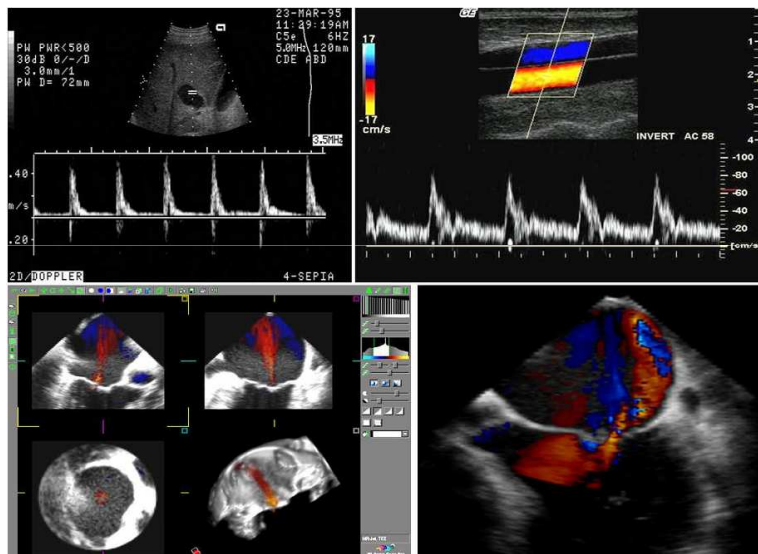 PW PWR<500
30dB 0/-/D
3.0mm/1
PW D= 72mm
23-MAR-95
11:29:19AM
C5e 6HZ
5.0MHz 120mm
CDE ABD
3.5MHz
.40
m/s
.20
2D/DOPPLER
4-SEPIA
GE
17
-17
cm/s
1
2
3
4
INVERT AC 58
-100
-80
-60
-40
-20
[cm/s